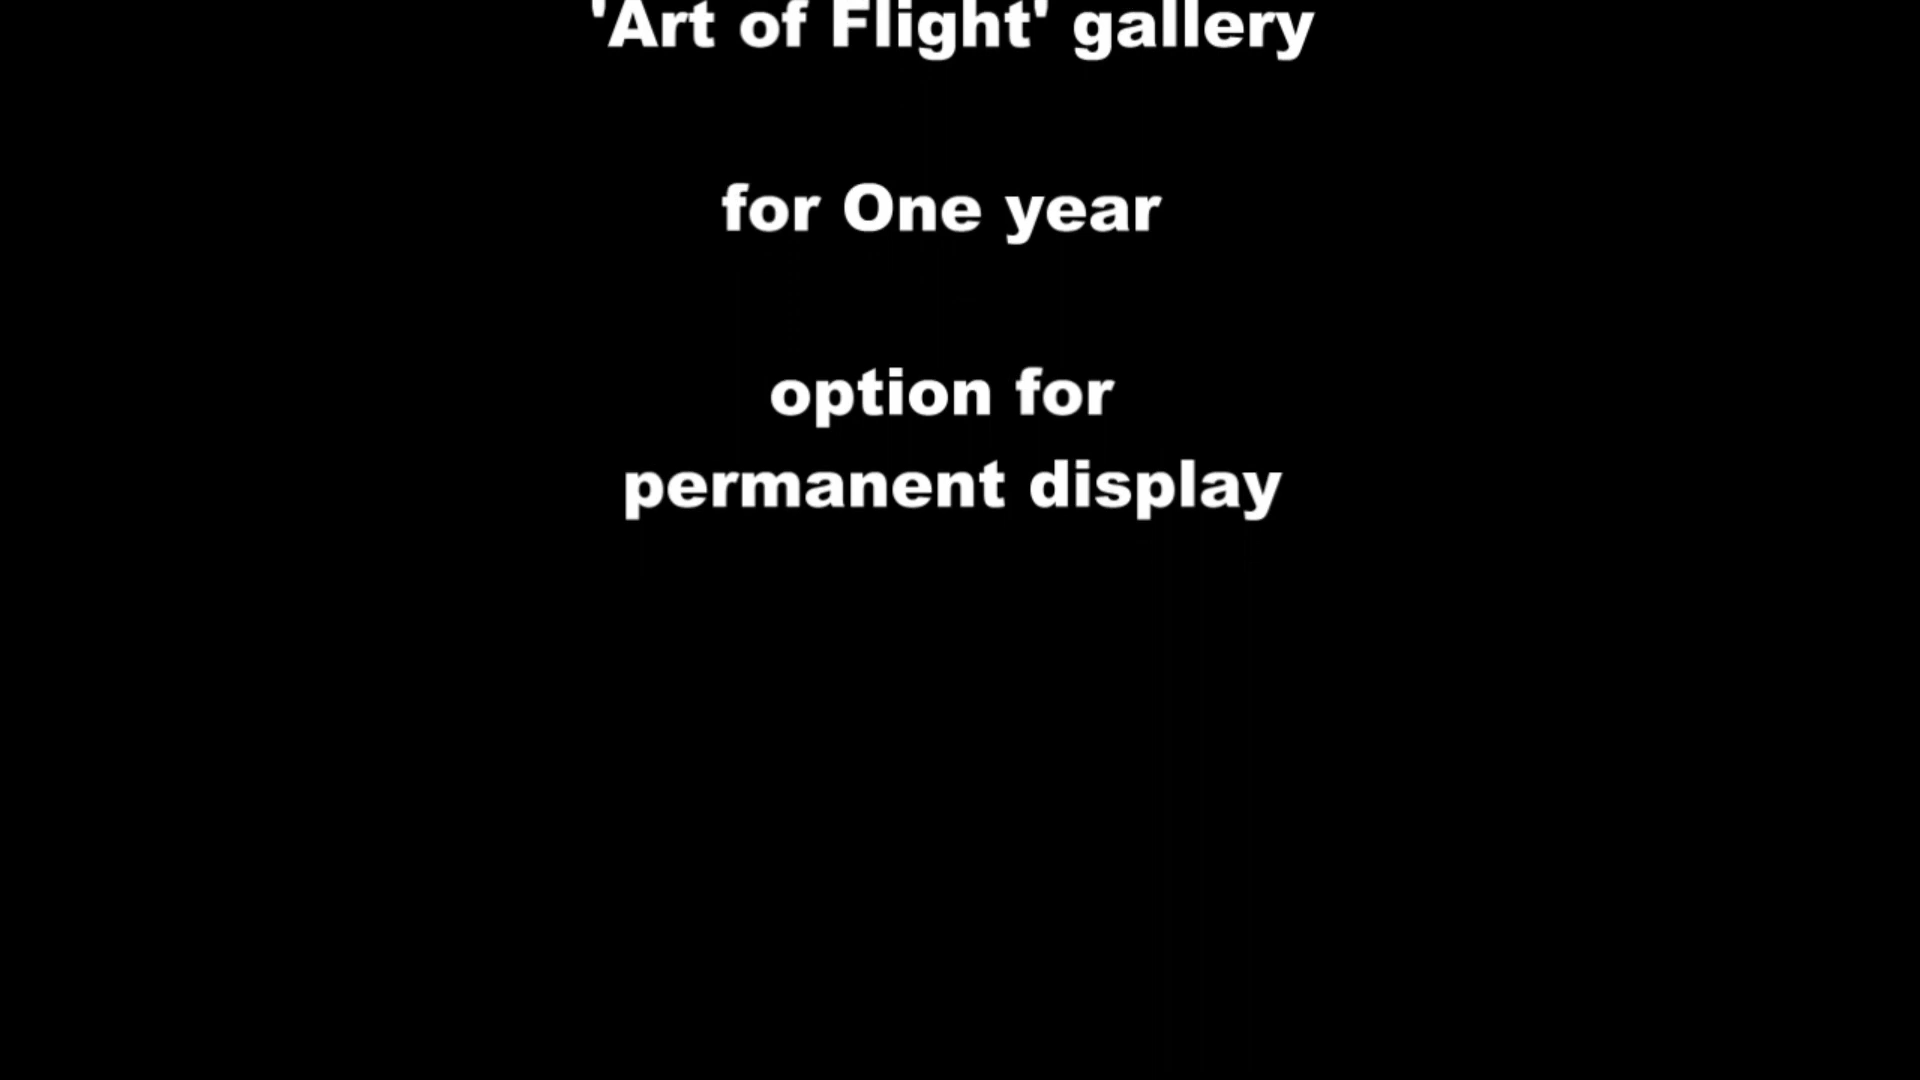 'Art of Flight' gallery
for One year
option for
permanent display